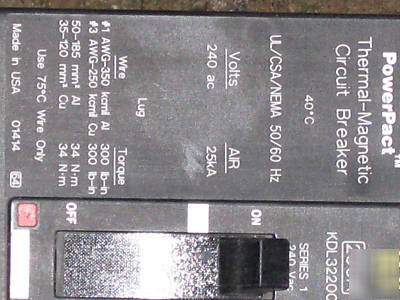 PowerPact™
Thermal-Magnetic
Circuit Breaker
40°C
UL/CSA/NEMA 50/60 Hz
Volts AIR
240 ac 25kA
Lug
Wire Torque
#1 AWG-350 kcmil Al 300 lb-in
#3 AWG-250 kcmil Cu 300 lb-in
50-185 mm² Al 34 N·m
35-120 mm² Cu 34 N·m
Use 75°C Wire Only
Made in USA 01414 64
KDL3220
SERIES 1
ON
OFF